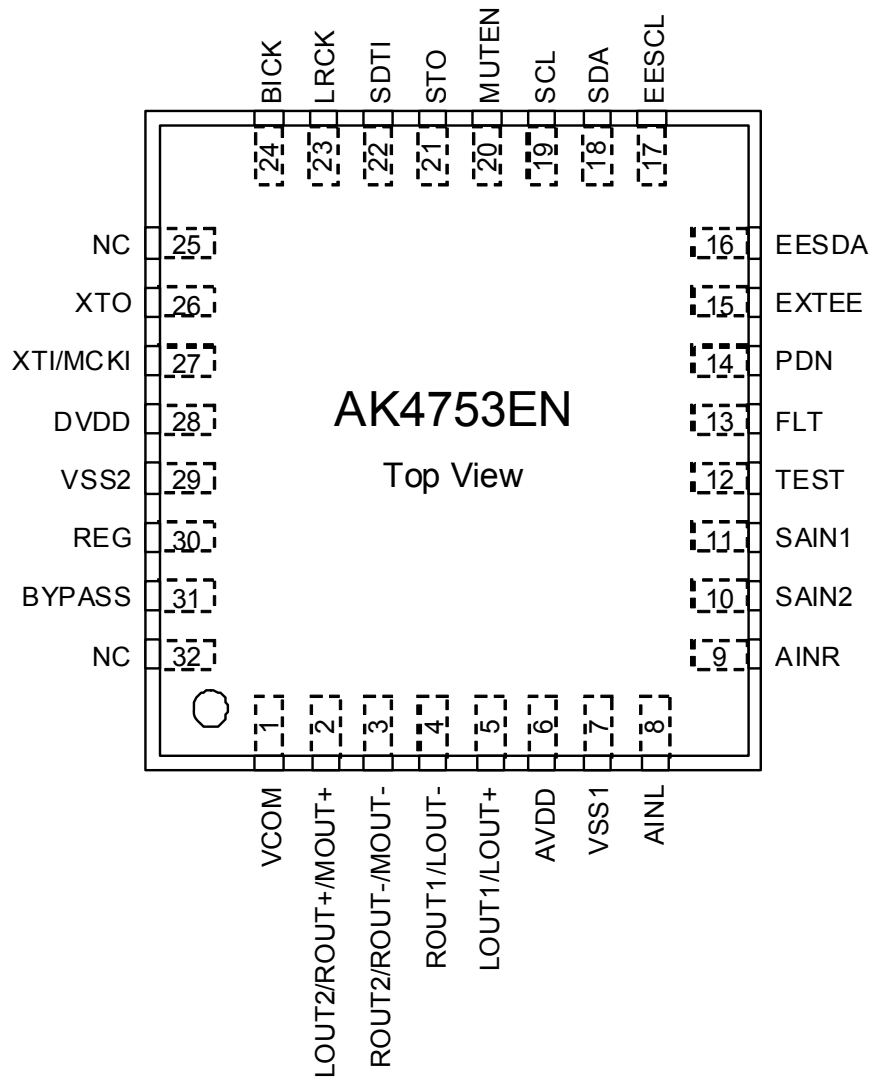 BICK
LRCK
SDTI
STO
MUTEN
SCL
SDA
EESCL
24
23
22
21
20
19
18
17
NC 25
XTO 26
XTI/MCKI 27
DVDD 28
VSS2 29
REG 30
BYPASS 31
NC 32
AK4753EN
Top View
16 EESDA
15 EXTEE
14 PDN
13 FLT
12 TEST
11 SAIN1
10 SAIN2
9 AINR
1
2
3
4
5
6
7
8
VCOM
LOUT2/ROUT+/MOUT+
ROUT2/ROUT-/MOUT-
ROUT1/LOUT-
LOUT1/LOUT+
AVDD
VSS1
AINL